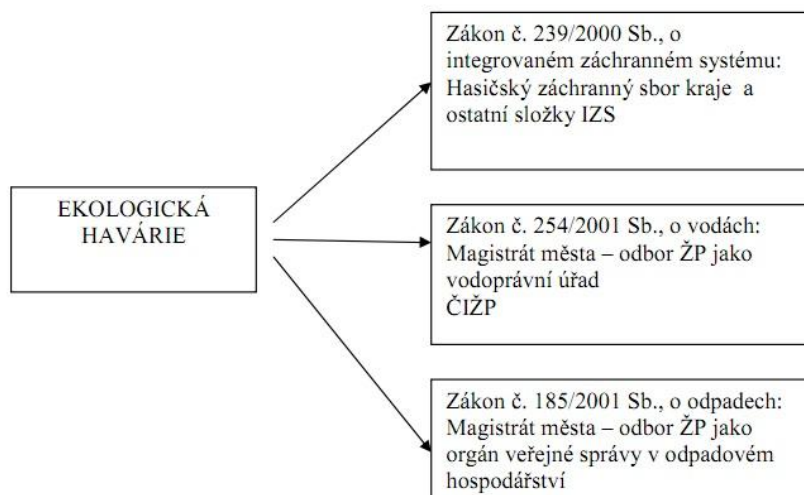 Zákon č. 239/2000 Sb., o
integrovaném záchranném systému:
Hasičský záchranný sbor kraje a
ostatní složky IZS
EKOLOGICKÁ
HAVÁRIE
Zákon č. 254/2001 Sb., o vodách:
Magistrát města – odbor ŽP jako
vodoprávní úřad
ČIŽP
Zákon č. 185/2001 Sb., o odpadech:
Magistrát města – odbor ŽP jako
orgán veřejné správy v odpadovém
hospodářství